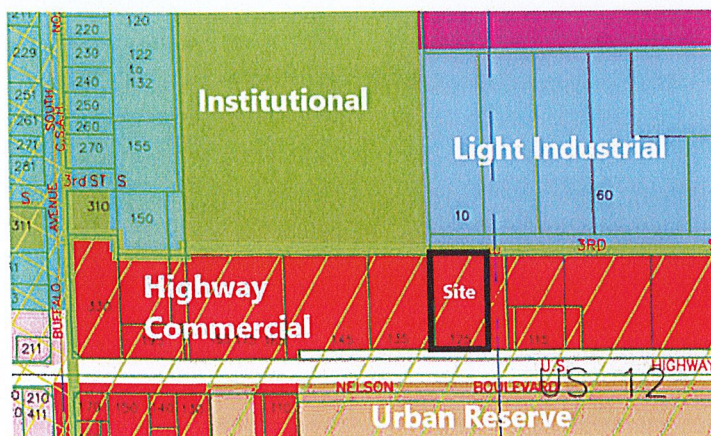 NO
220
120
229
230
122
to
132
240
251
250
SOUTH
C.S.A.H.
261
260
271
270
155
281
3rd ST S
S
310
311
150
AVENUE
BUFFALO
211
210
411
Institutional
Light Industrial
10
60
3RD
Highway
Commercial
Site
U.S. HIGHWAY
US 12
NELSON BOULEVARD
Urban Reserve